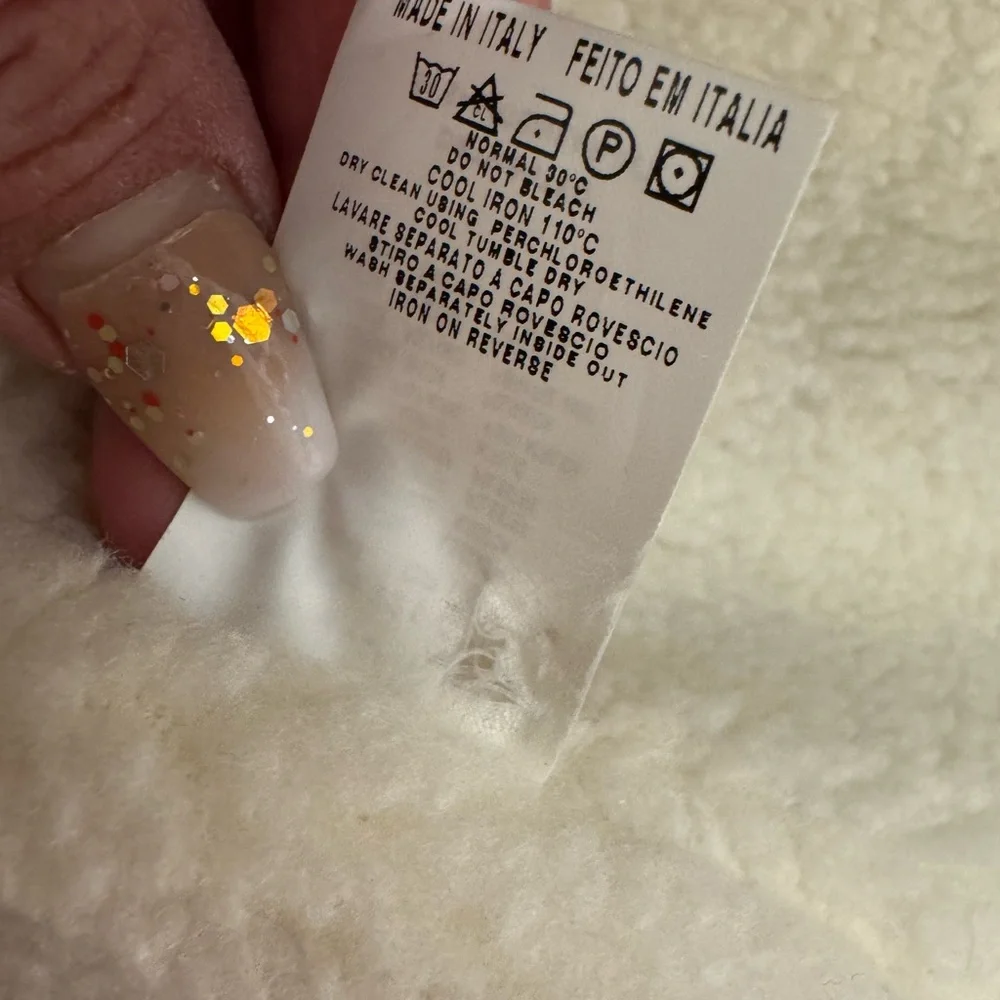 MADE IN ITALY FEITO EM ITALIA
30 CL P
NORMAL 30°C
DO NOT BLEACH
COOL IRON 110°C
DRY CLEAN USING PERCHLOROETHILENE
COOL TUMBLE DRY
LAVARE SEPARATO A CAPO ROVESCIO
STIRO A CAPO ROVESCIO
WASH SEPARATELY INSIDE OUT
IRON ON REVERSE